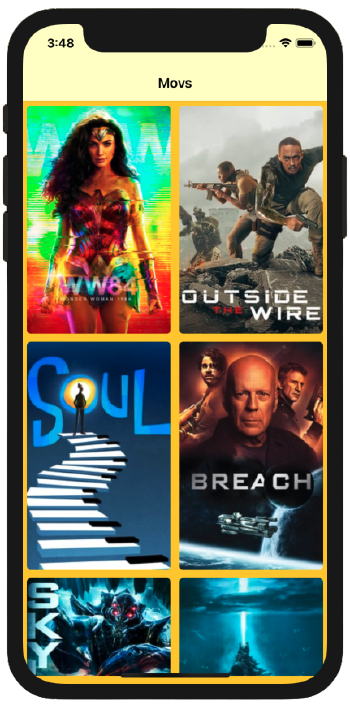 3:48
Movs
WW84
WONDER WOMAN 1984
OUTSIDE
THE WIRE
SOUL
BREACH
SKY